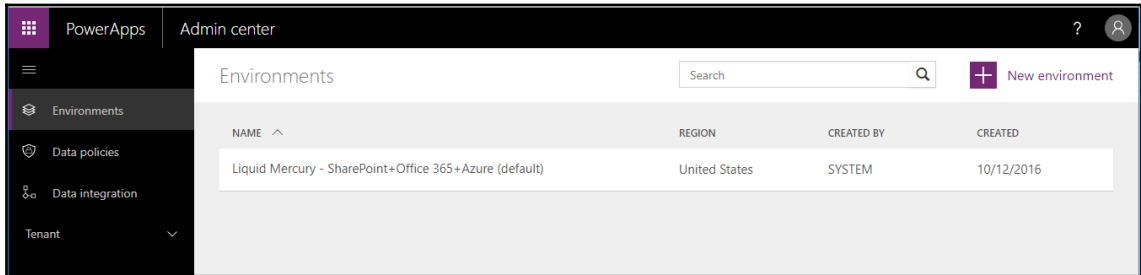 PowerApps Admin center ?
Environments
Data policies
Data integration
Tenant
Environments Search New environment
NAME REGION CREATED BY CREATED
Liquid Mercury - SharePoint+Office 365+Azure (default) United States SYSTEM 10/12/2016